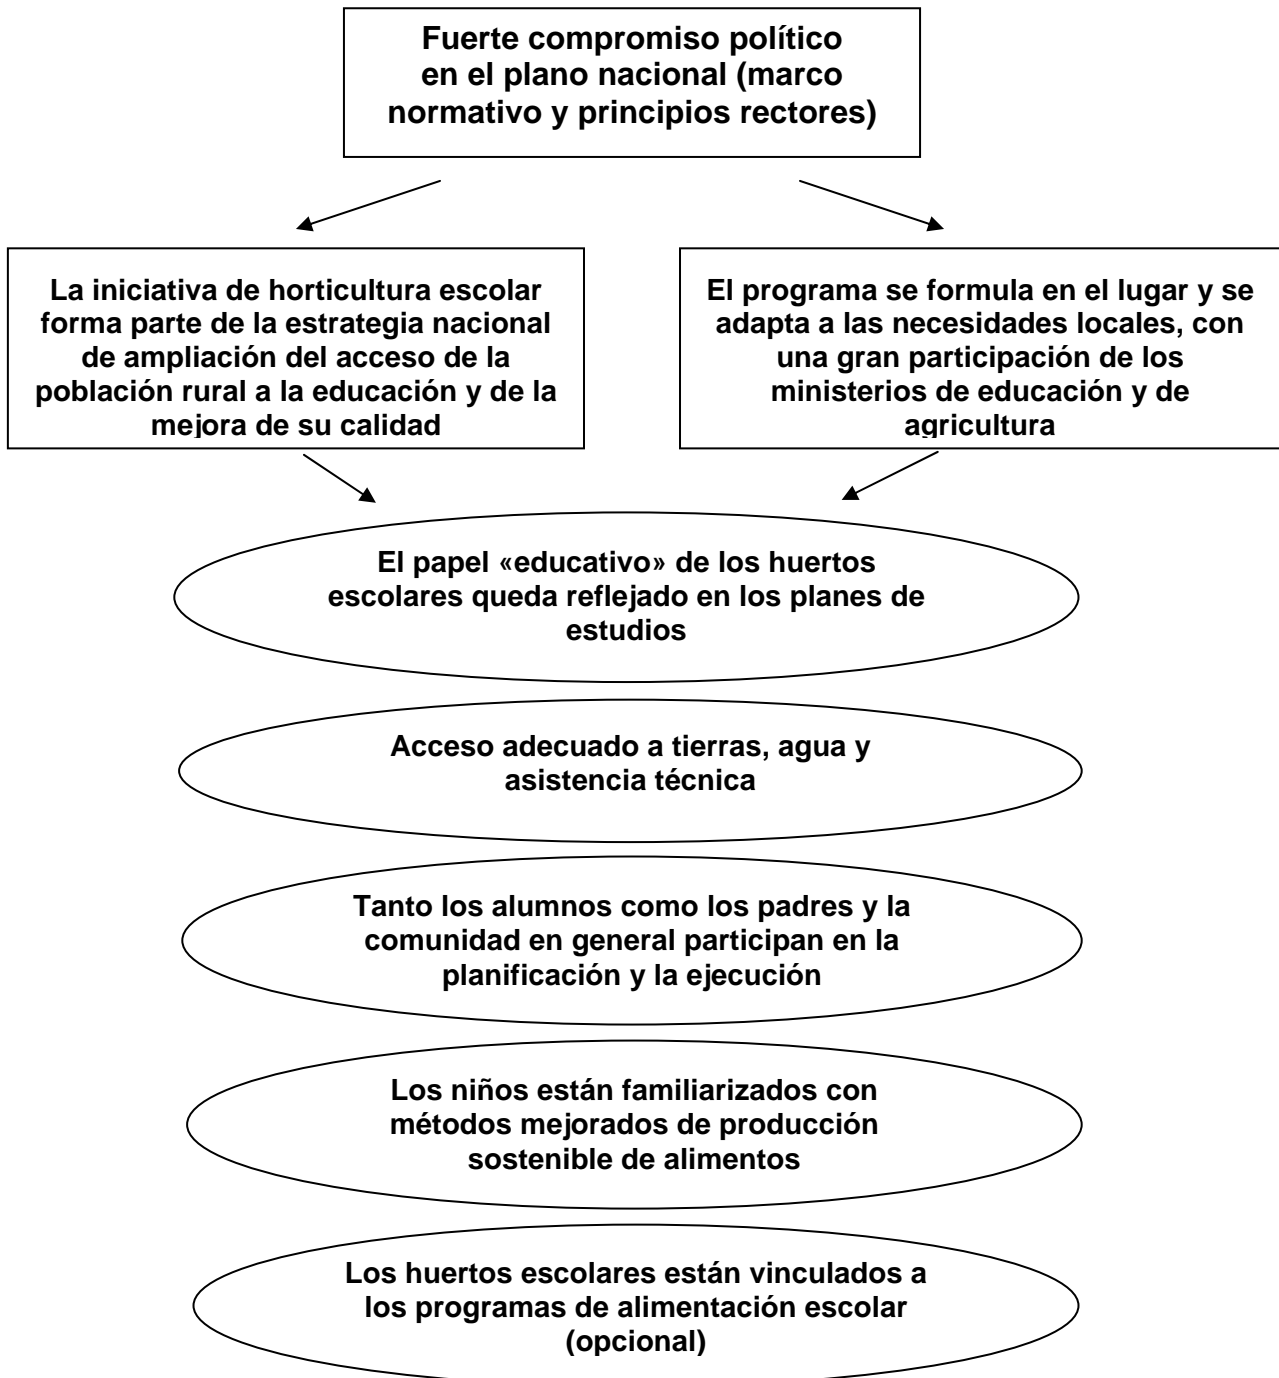 Fuerte compromiso político
en el plano nacional (marco
normativo y principios rectores)
La iniciativa de horticultura escolar
forma parte de la estrategia nacional
de ampliación del acceso de la
población rural a la educación y de la
mejora de su calidad
El programa se formula en el lugar y se
adapta a las necesidades locales, con
una gran participación de los
ministerios de educación y de
agricultura
El papel «educativo» de los huertos
escolares queda reflejado en los planes de
estudios
Acceso adecuado a tierras, agua y
asistencia técnica
Tanto los alumnos como los padres y la
comunidad en general participan en la
planificación y la ejecución
Los niños están familiarizados con
métodos mejorados de producción
sostenible de alimentos
Los huertos escolares están vinculados a
los programas de alimentación escolar
(opcional)